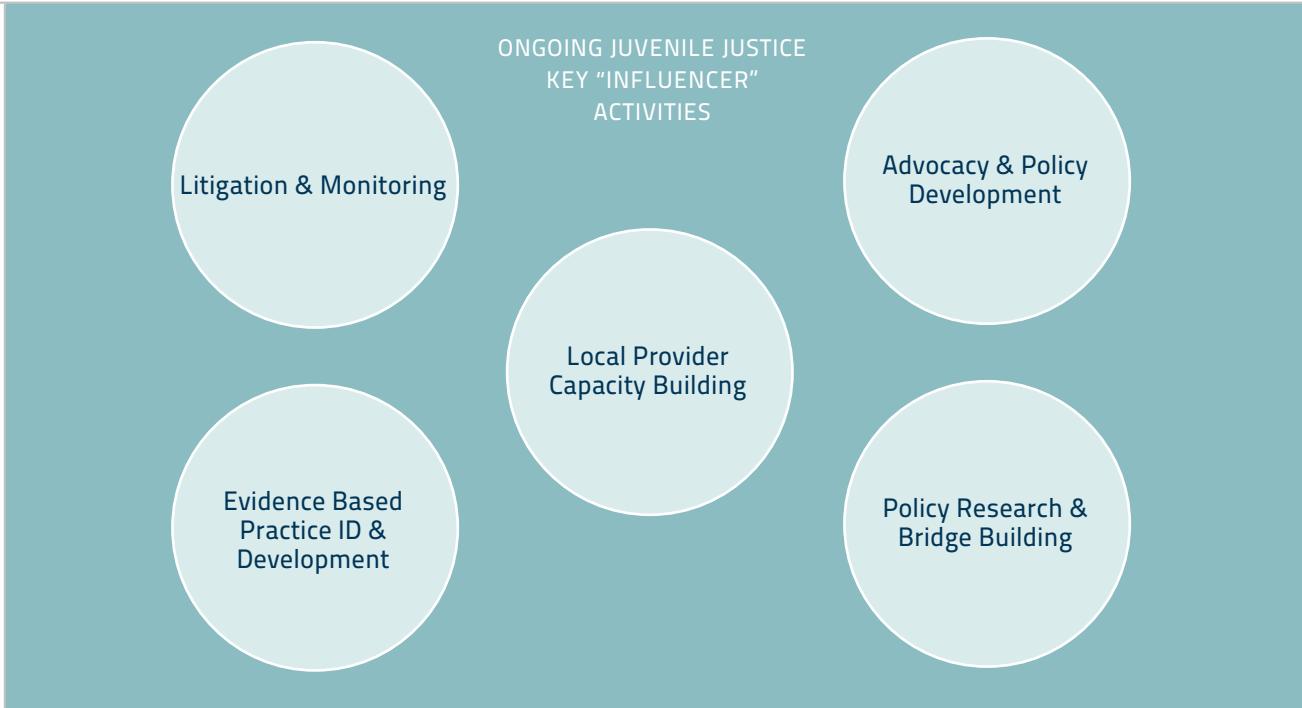 ONGOING JUVENILE JUSTICE
KEY “INFLUENCER”
ACTIVITIES
Litigation & Monitoring
Advocacy & Policy
Development
Local Provider
Capacity Building
Evidence Based
Practice ID &
Development
Policy Research &
Bridge Building